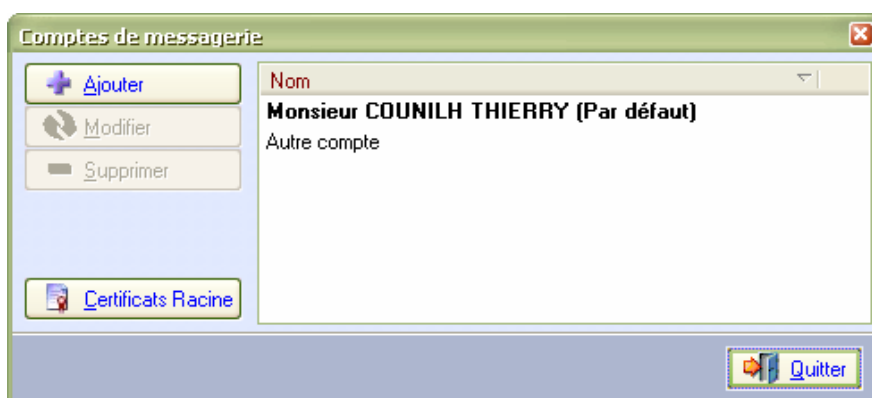 Comptes de messagerie
Ajouter
Modifier
Supprimer
Certificats Racine
Nom
Monsieur COUNILH THIERRY (Par défaut)
Autre compte
Quitter